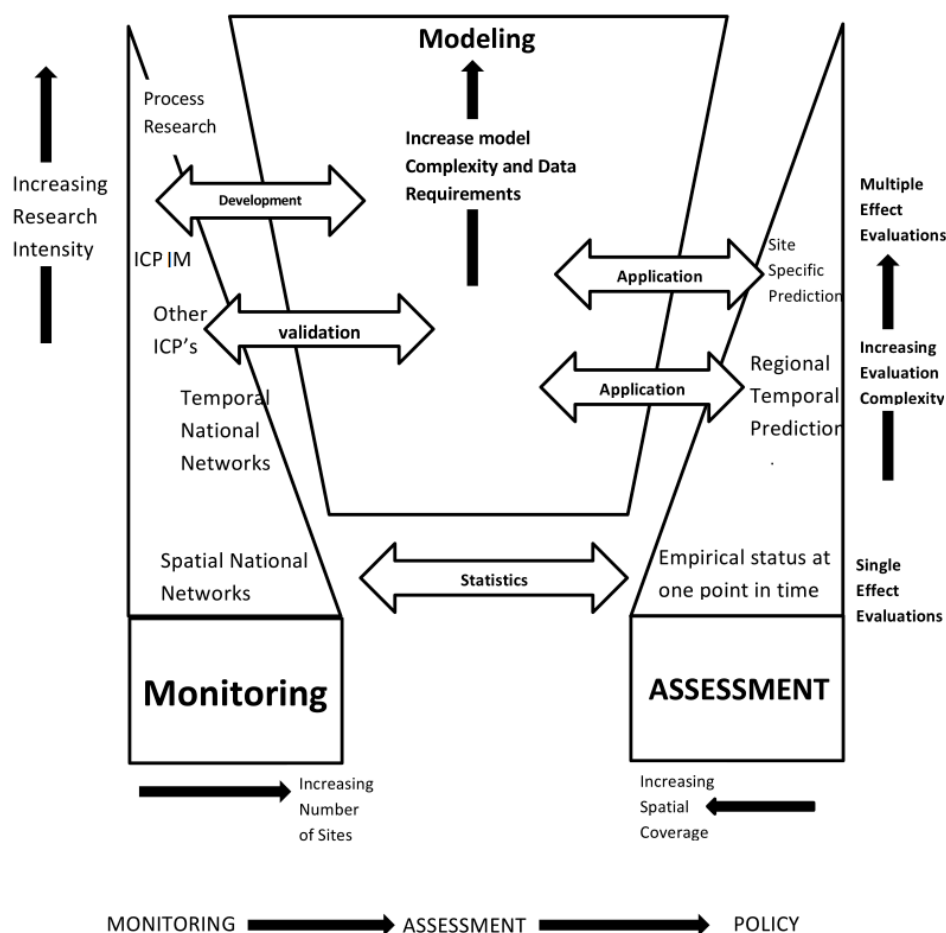 Modeling
Process
Research
Increase model
Complexity and Data
Requirements
Increasing
Research
Intensity
Development
Multiple
Effect
Evaluations
ICP IM
Application
Site
Specific
Prediction
Other
ICP's
validation
Increasing
Evaluation
Complexity
Application
Regional
Temporal
Prediction
.
Temporal
National
Networks
Spatial National
Networks
Statistics
Empirical status at
one point in time
Single
Effect
Evaluations
Monitoring
ASSESSMENT
Increasing
Number
of Sites
Increasing
Spatial
Coverage
MONITORING ASSESSMENT POLICY